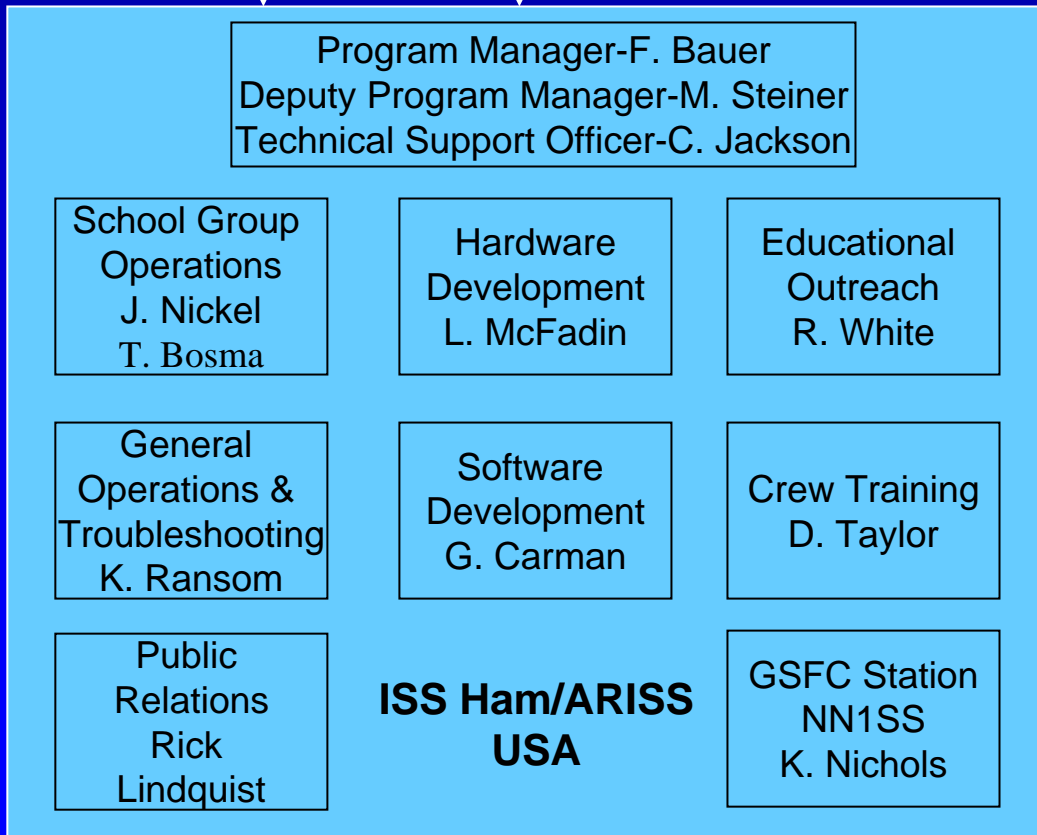 Program Manager-F. Bauer
Deputy Program Manager-M. Steiner
Technical Support Officer-C. Jackson
School Group
Operations
J. Nickel
T. Bosma
Hardware
Development
L. McFadin
Educational
Outreach
R. White
General
Operations &
Troubleshooting
K. Ransom
Software
Development
G. Carman
Crew Training
D. Taylor
Public
Relations
Rick
Lindquist
ISS Ham/ARISS
USA
GSFC Station
NN1SS
K. Nichols